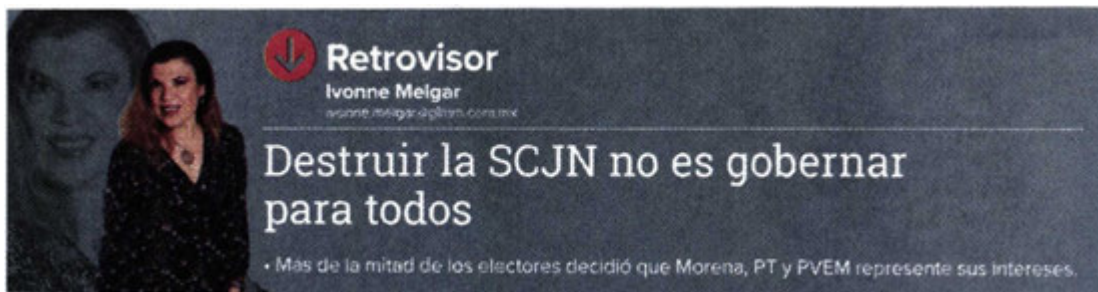 Retrovisor
Ivonne Melgar
Destruir la SCJN no es gobernar
para todos
• Más de la mitad de los electores decidió que Morena, PT y PVEM represente sus intereses.